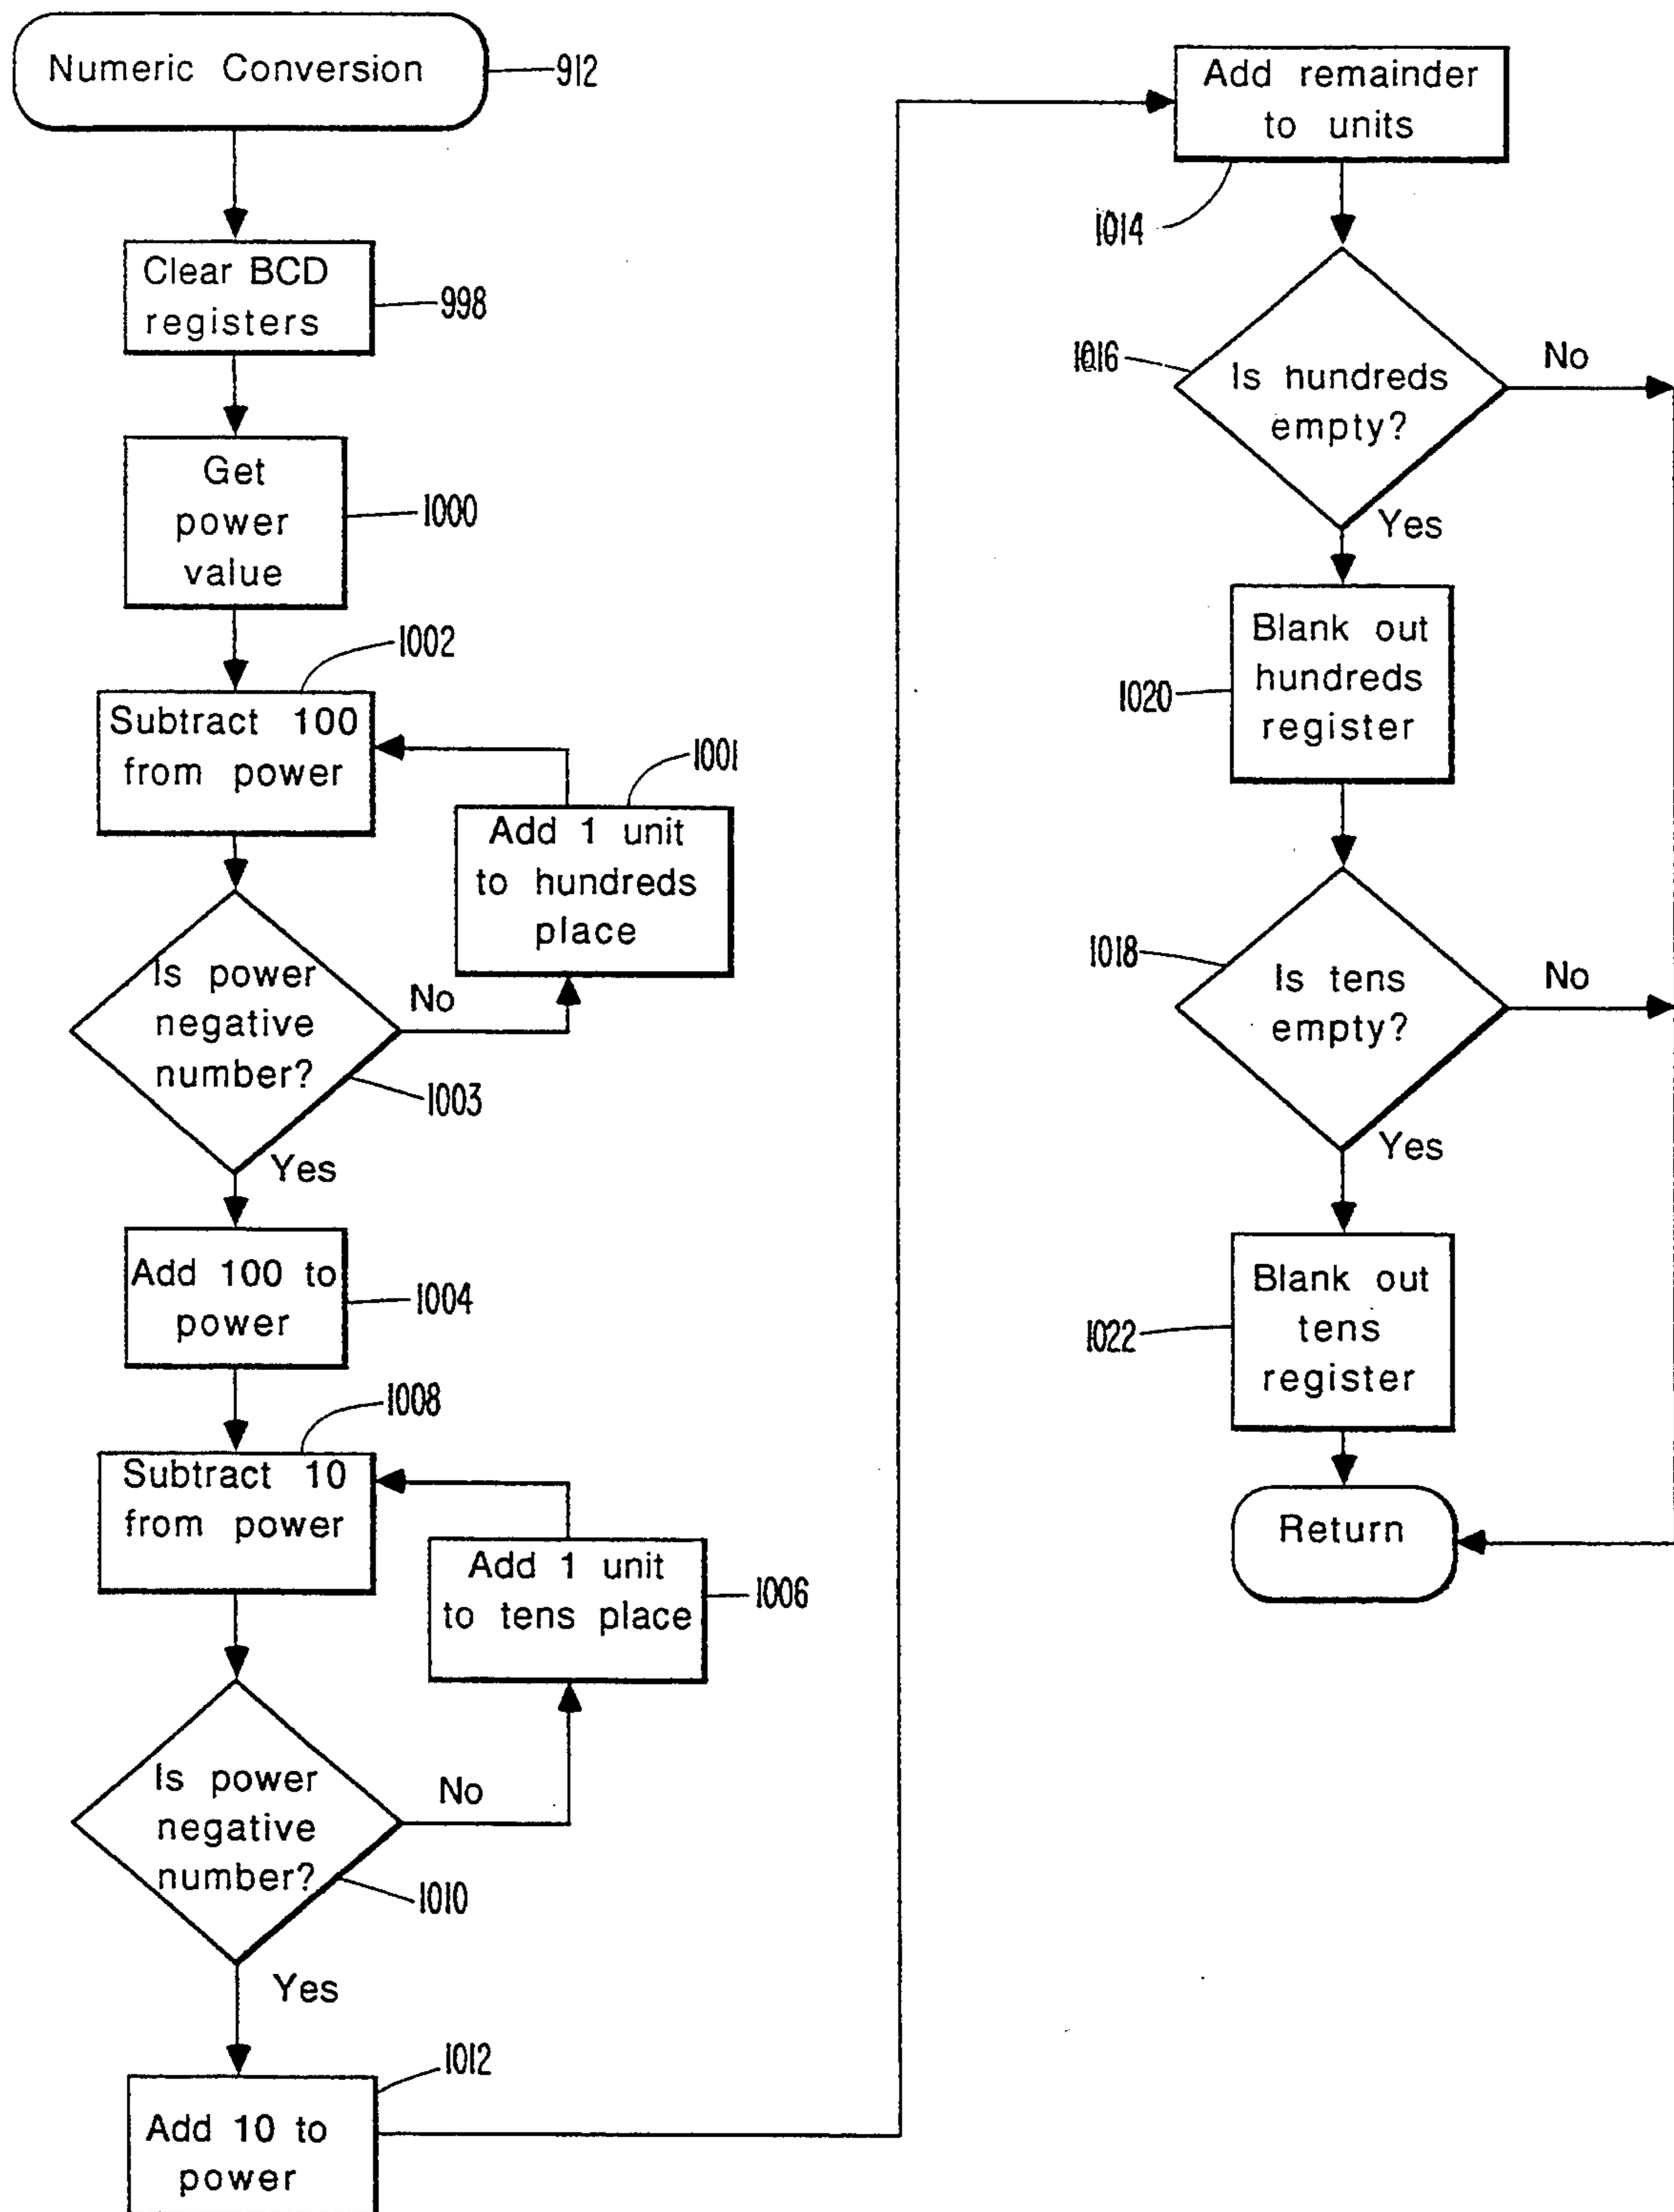 Numeric Conversion
912
Clear BCD
registers
998
Get
power
value
1000
1002
Subtract 100
from power
1001
Add 1 unit
to hundreds
place
Is power
negative
number?
No
1003
Yes
Add 100 to
power
1004
1008
Subtract 10
from power
Add 1 unit
to tens place
1006
Is power
negative
number?
No
1010
Yes
1012
Add 10 to
power
Add remainder
to units
1014
1016
Is hundreds
empty?
No
Yes
Blank out
hundreds
register
1020
1018
Is tens
empty?
No
Yes
Blank out
tens
register
1022
Return